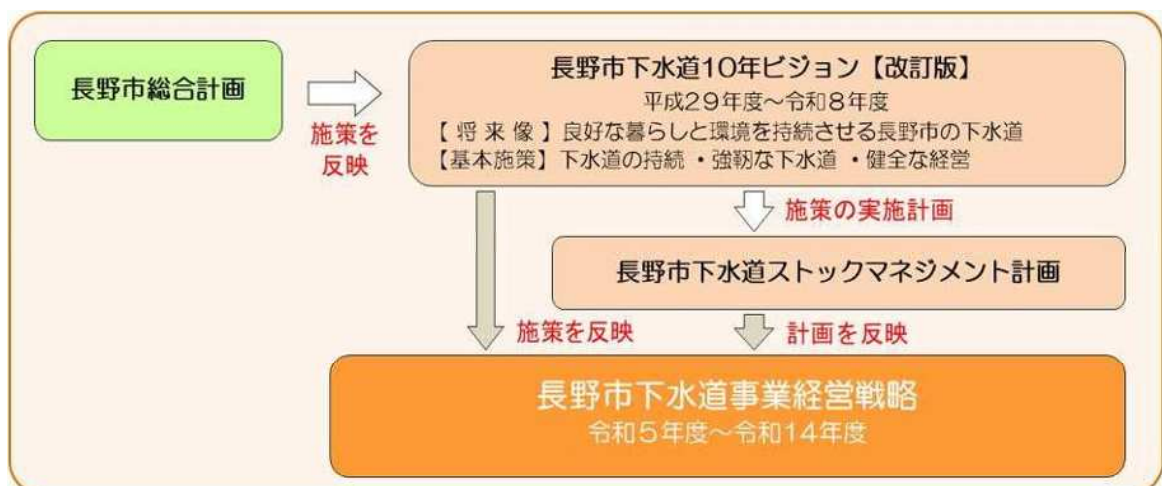 長野市総合計画
施策を
反映
長野市下水道10年ビジョン【改訂版】
平成29年度～令和8年度
【 将 来 像 】良好な暮らしと環境を持続させる長野市の下水道
【基本施策】下水道の持続 ・強靭な下水道 ・健全な経営
施策の実施計画
長野市下水道ストックマネジメント計画
施策を反映
計画を反映
長野市下水道事業経営戦略
令和5年度～令和14年度